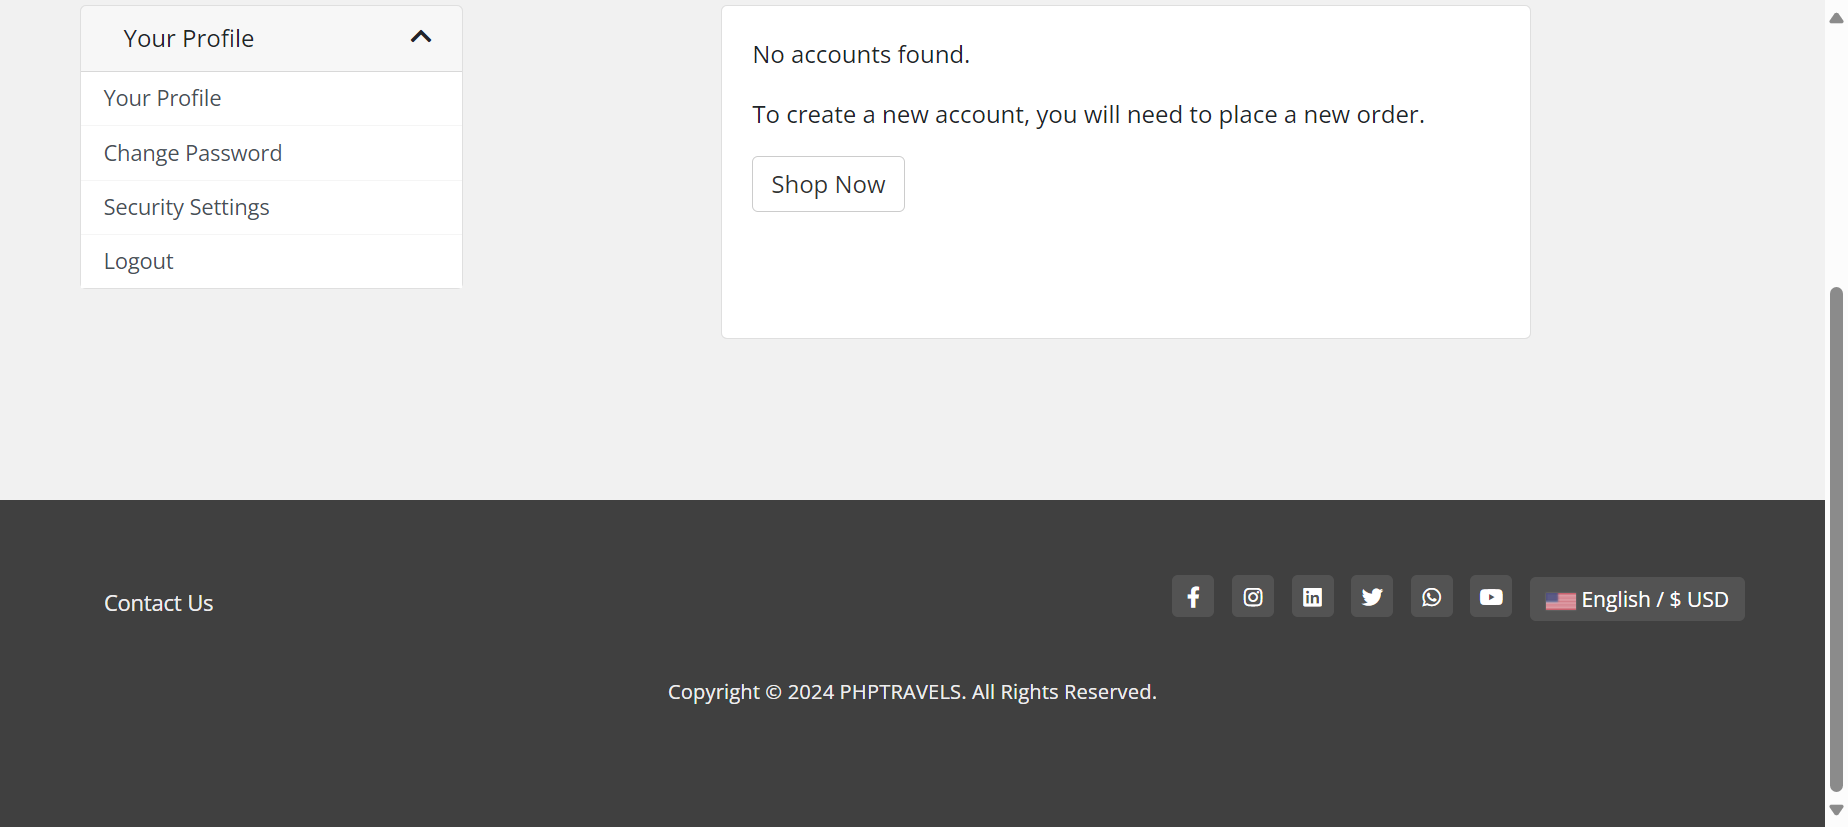 Your Profile
Your Profile
Change Password
Security Settings
Logout
No accounts found.
To create a new account, you will need to place a new order.
Shop Now
Contact Us
English / $ USD
Copyright © 2024 PHPTRAVELS. All Rights Reserved.